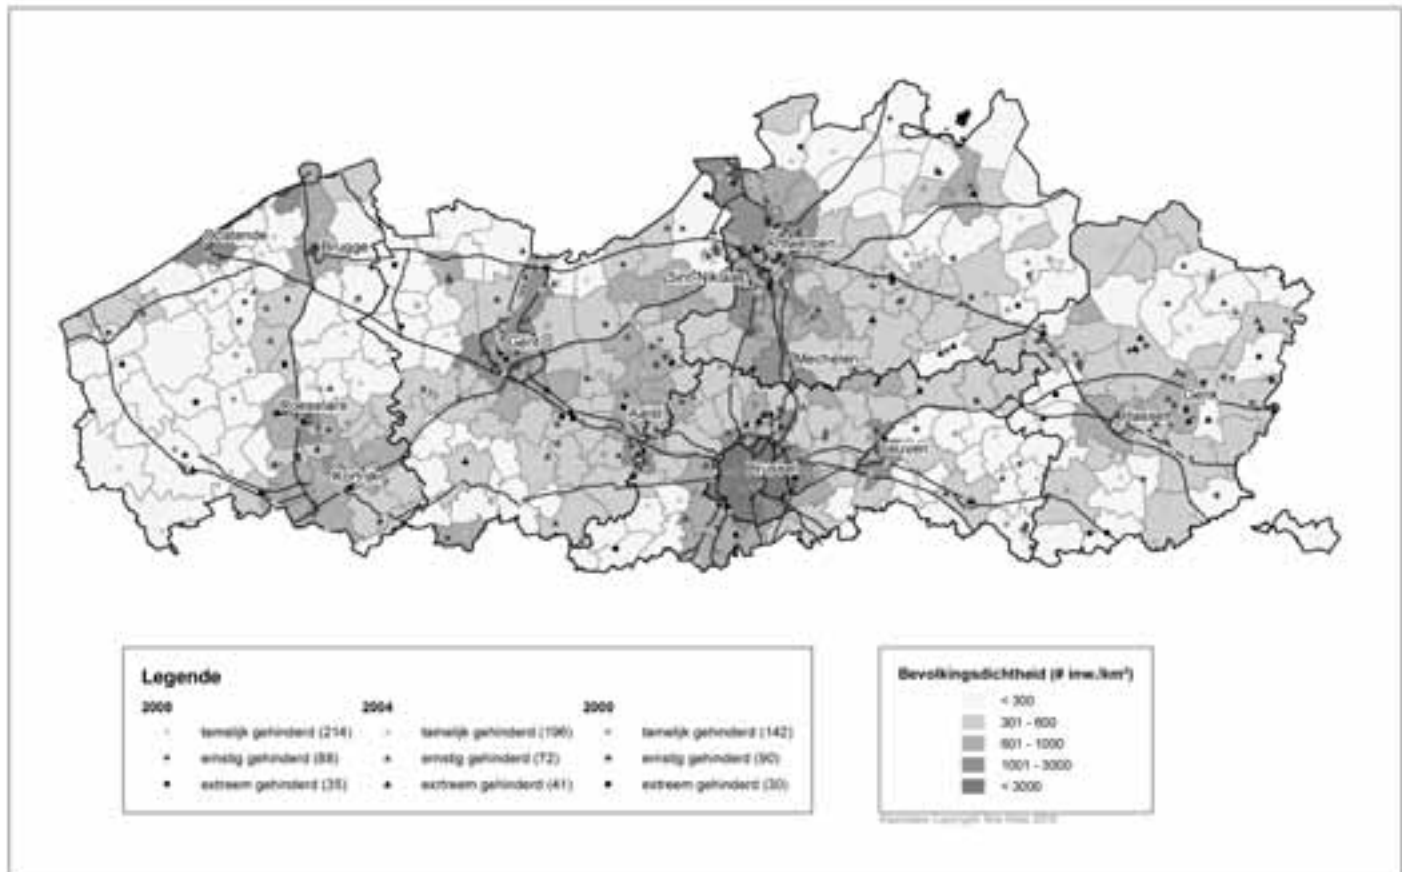 Oostende
Brugge
Antwerpen
Sint-Niklaas
Gent
Mechelen
Roeselare
Aalst
Genk
Hasselt
Leuven
Brussel
Kortrijk
Legende
2008 2004 2000
tamelijk gehinderd (214) tamelijk gehinderd (196) tamelijk gehinderd (142)
ernstig gehinderd (88) ernstig gehinderd (72) ernstig gehinderd (90)
extreem gehinderd (35) exrtreem gehinderd (41) extreem gehinderd (30)
Bevolkingsdichtheid (# inw./km²)
< 300
301 - 600
601 - 1000
1001 - 3000
< 3000
Copyright